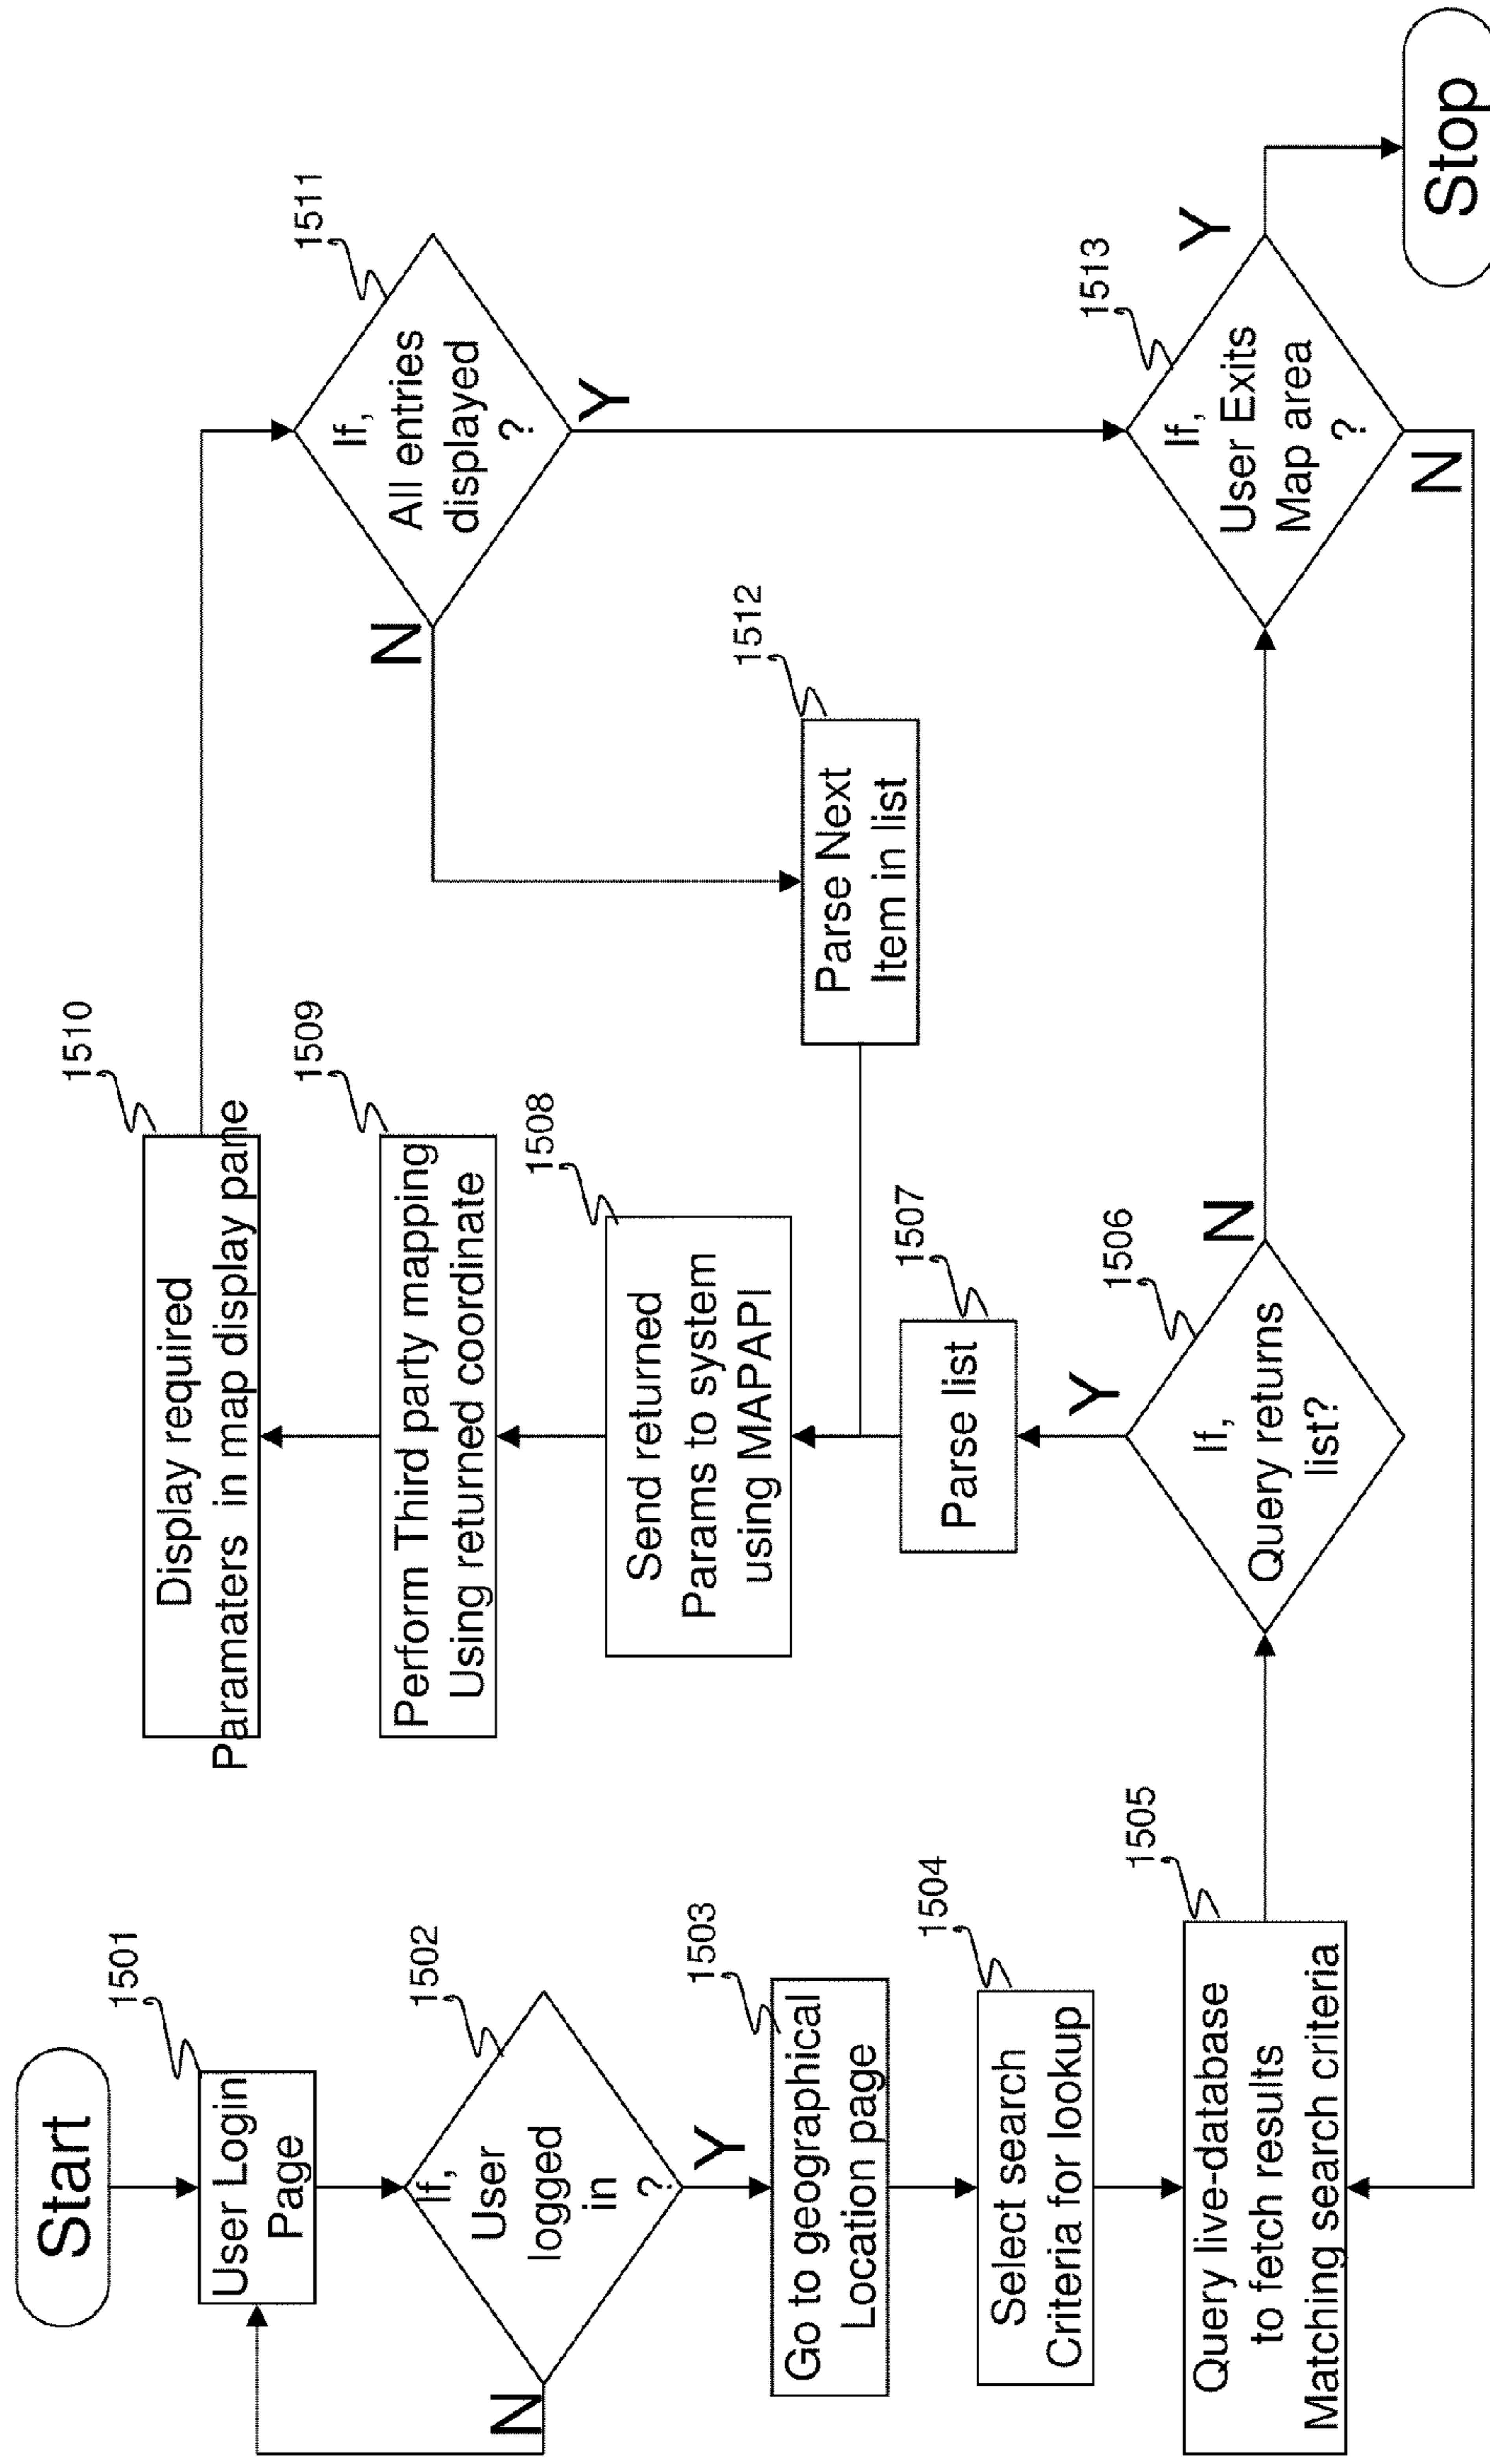 Start
1501
User Login
Page
1502
If,
User
logged
in
?
N
Y
1503
Go to geographical
Location page
1504
Select search
Criteria for lookup
1505
Query live-database
to fetch results
Matching search criteria
1506
If,
Query returns
list?
Y
N
1507
Parse list
1508
Send returned
Params to system
using MAPAPI
1509
Perform Third party mapping
Using returned coordinate
1510
Display required
Paramaters in map display pane
1511
If,
All entries
displayed
?
N
Y
1512
Parse Next
Item in list
1513
If,
User Exits
Map area
?
Y
N
Stop